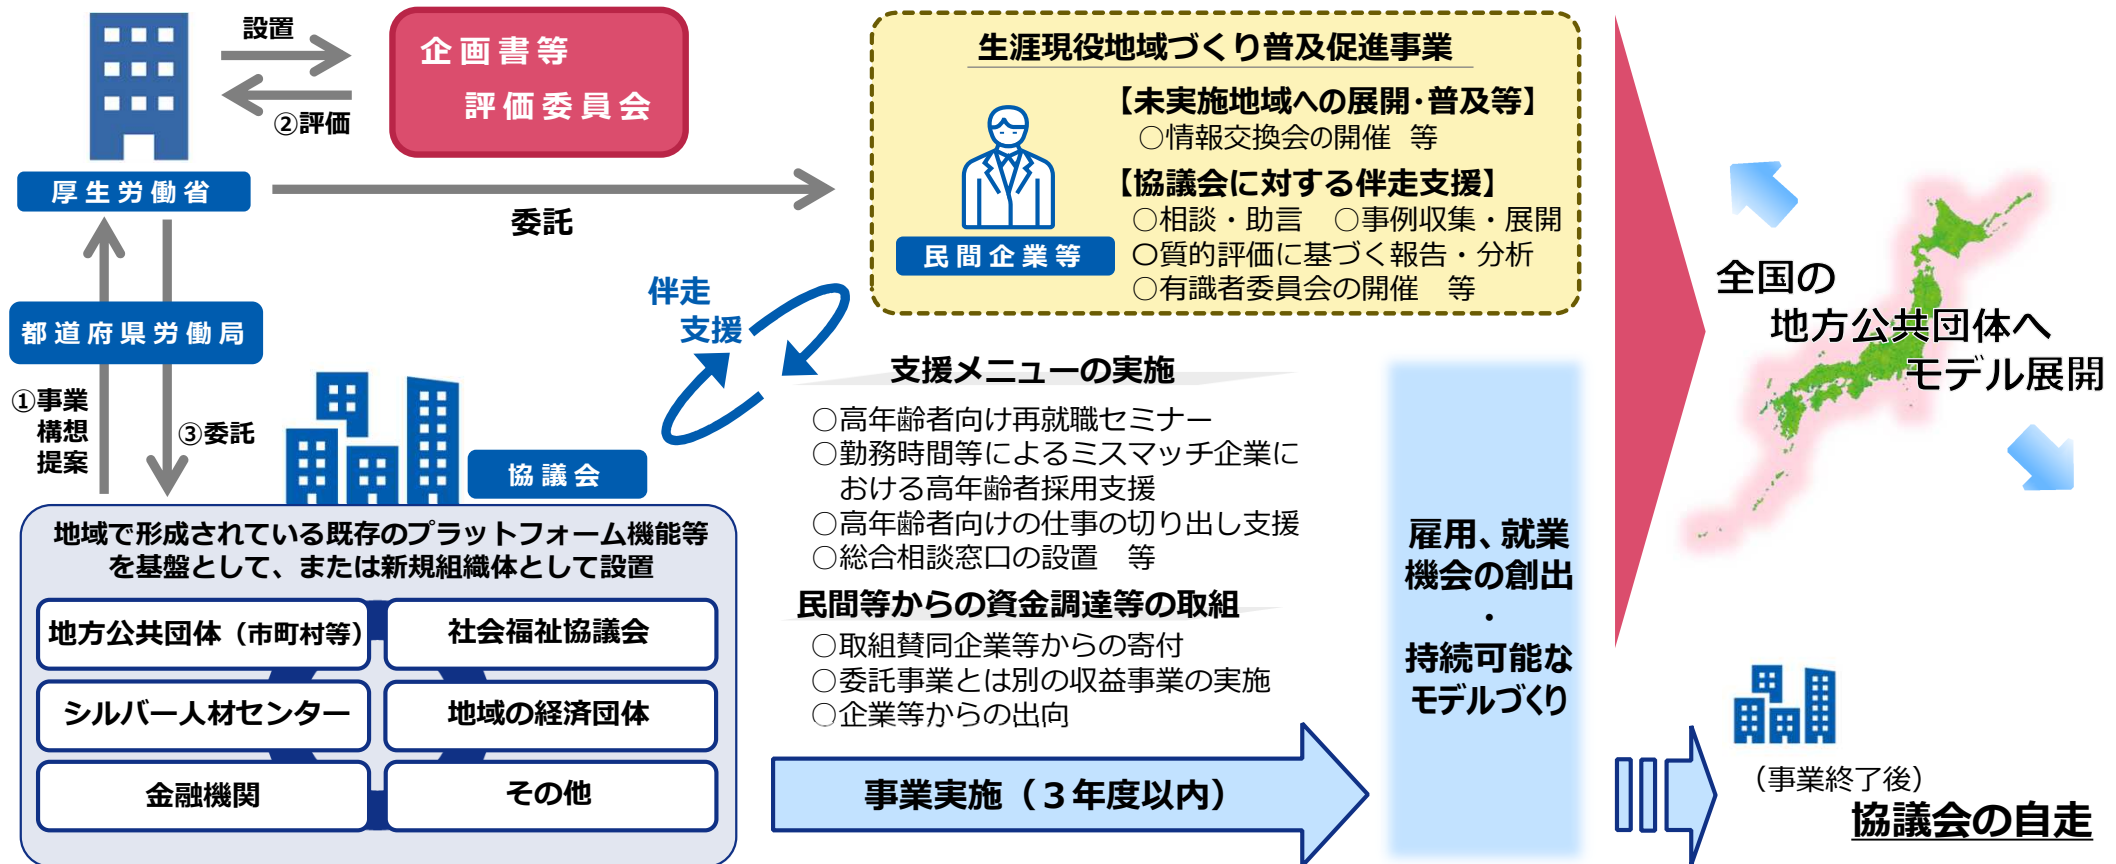 設置
②評価
企画書等
評価委員会
厚生労働省
委託
都道府県労働局
①事業
構想
提案
③委託
生涯現役地域づくり普及促進事業
【未実施地域への展開・普及等】
○情報交換会の開催 等
【協議会に対する伴走支援】
○相談・助言 ○事例収集・展開
○質的評価に基づく報告・分析
○有識者委員会の開催 等
民間企業等
伴走
支援
協議会
地域で形成されている既存のプラットフォーム機能等
を基盤として、または新規組織体として設置
地方公共団体（市町村等）
社会福祉協議会
シルバー人材センター
地域の経済団体
金融機関
その他
支援メニューの実施
○高年齢者向け再就職セミナー
○勤務時間等によるミスマッチ企業に
おける高年齢者採用支援
○高年齢者向けの仕事の切り出し支援
○総合相談窓口の設置 等
民間等からの資金調達等の取組
○取組賛同企業等からの寄付
○委託事業とは別の収益事業の実施
○企業等からの出向
事業実施（３年度以内）
雇用、就業
機会の創出
・
持続可能な
モデルづくり
全国の
地方公共団体へ
モデル展開
（事業終了後）
協議会の自走